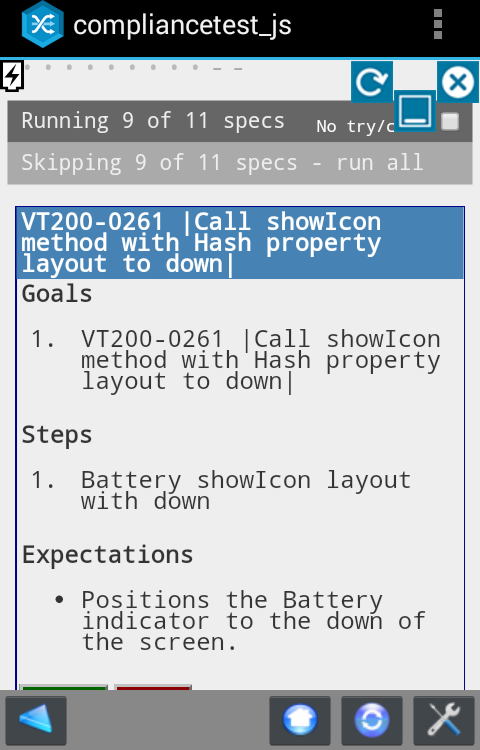 compliancetest_js
Running 9 of 11 specs
No try/c
Skipping 9 of 11 specs - run all
VT200-0261 |Call showIcon
method with Hash property
layout to down|
Goals
1. VT200-0261 |Call showIcon
method with Hash property
layout to down|
Steps
1. Battery showIcon layout
with down
Expectations
• Positions the Battery
indicator to the down of
the screen.